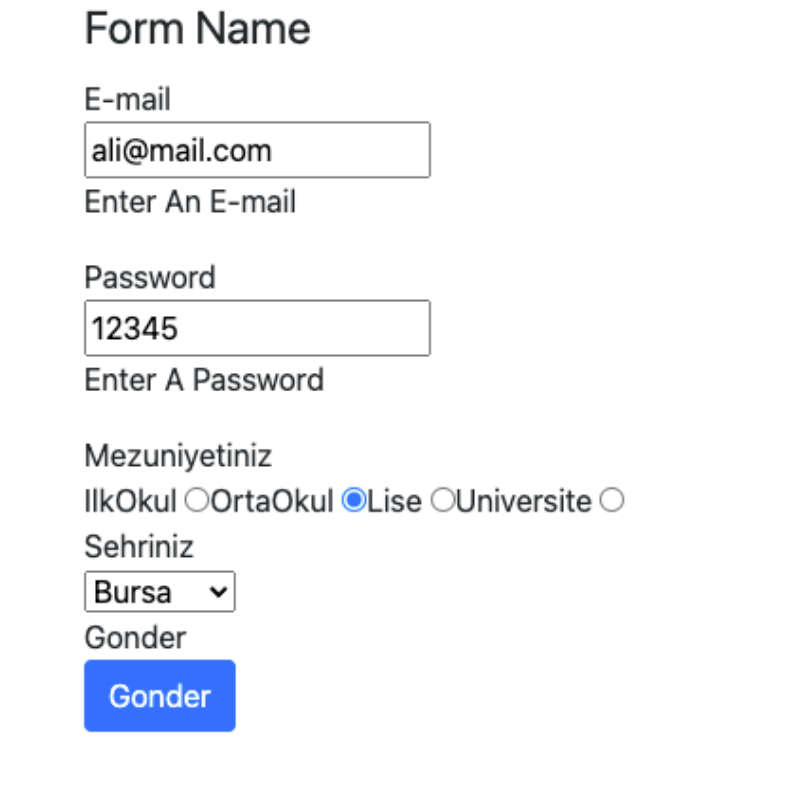 Form Name
E-mail
ali@mail.com
Enter An E-mail
Password
12345
Enter A Password
Mezuniyetiniz
IlkOkul OrtaOkul Lise Universite
Sehriniz
Bursa
Gonder
Gonder